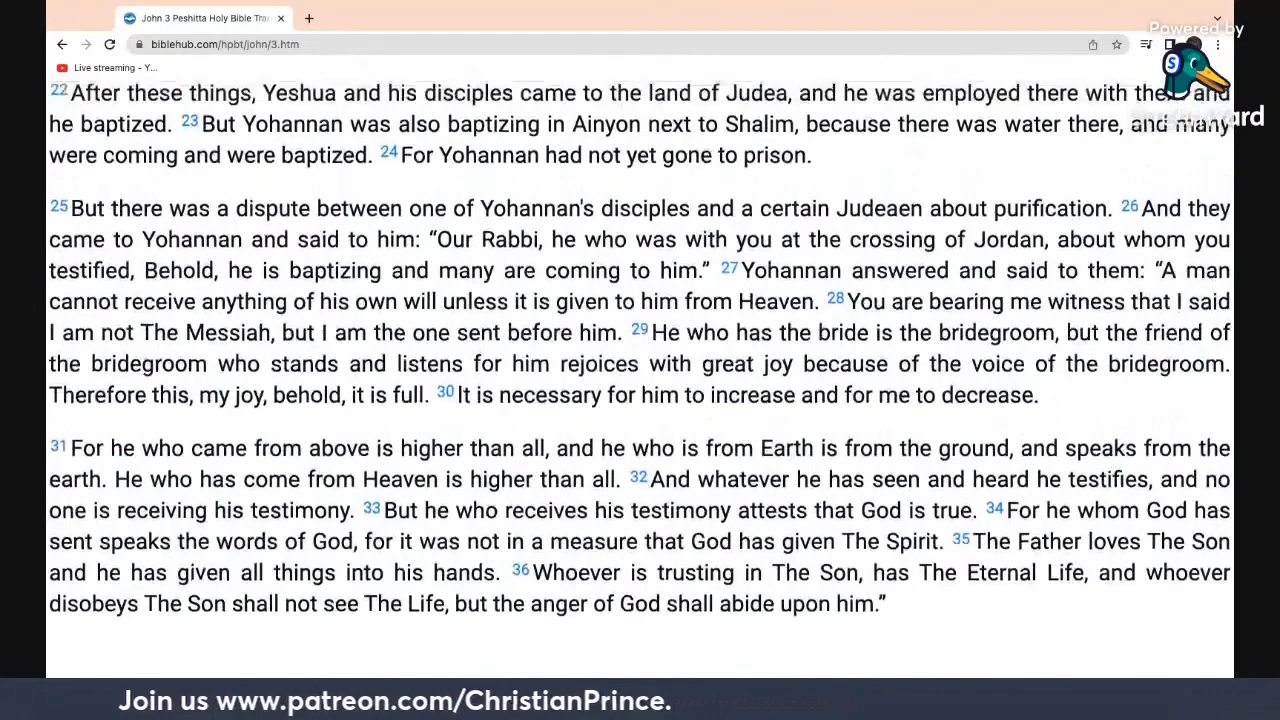 John 3 Peshitta Holy Bible Tra
Powered by
biblehub.com/hpbt/john/3.htm
Live streaming - Y...
S
22 After these things, Yeshua and his disciples came to the land of Judea, and he was employed there with them and
he baptized. 23 But Yohannan was also baptizing in Ainyon next to Shalim, because there was water there, and many
were coming and were baptized. 24 For Yohannan had not yet gone to prison.
25 But there was a dispute between one of Yohannan's disciples and a certain Judeaen about purification. 26 And they
came to Yohannan and said to him: “Our Rabbi, he who was with you at the crossing of Jordan, about whom you
testified, Behold, he is baptizing and many are coming to him.” 27 Yohannan answered and said to them: “A man
cannot receive anything of his own will unless it is given to him from Heaven. 28 You are bearing me witness that I said
I am not The Messiah, but I am the one sent before him. 29 He who has the bride is the bridegroom, but the friend of
the bridegroom who stands and listens for him rejoices with great joy because of the voice of the bridegroom.
Therefore this, my joy, behold, it is full. 30 It is necessary for him to increase and for me to decrease.
31 For he who came from above is higher than all, and he who is from Earth is from the ground, and speaks from the
earth. He who has come from Heaven is higher than all. 32 And whatever he has seen and heard he testifies, and no
one is receiving his testimony. 33 But he who receives his testimony attests that God is true. 34 For he whom God has
sent speaks the words of God, for it was not in a measure that God has given The Spirit. 35 The Father loves The Son
and he has given all things into his hands. 36 Whoever is trusting in The Son, has The Eternal Life, and whoever
disobeys The Son shall not see The Life, but the anger of God shall abide upon him.”
Join us www.patreon.com/ChristianPrince.